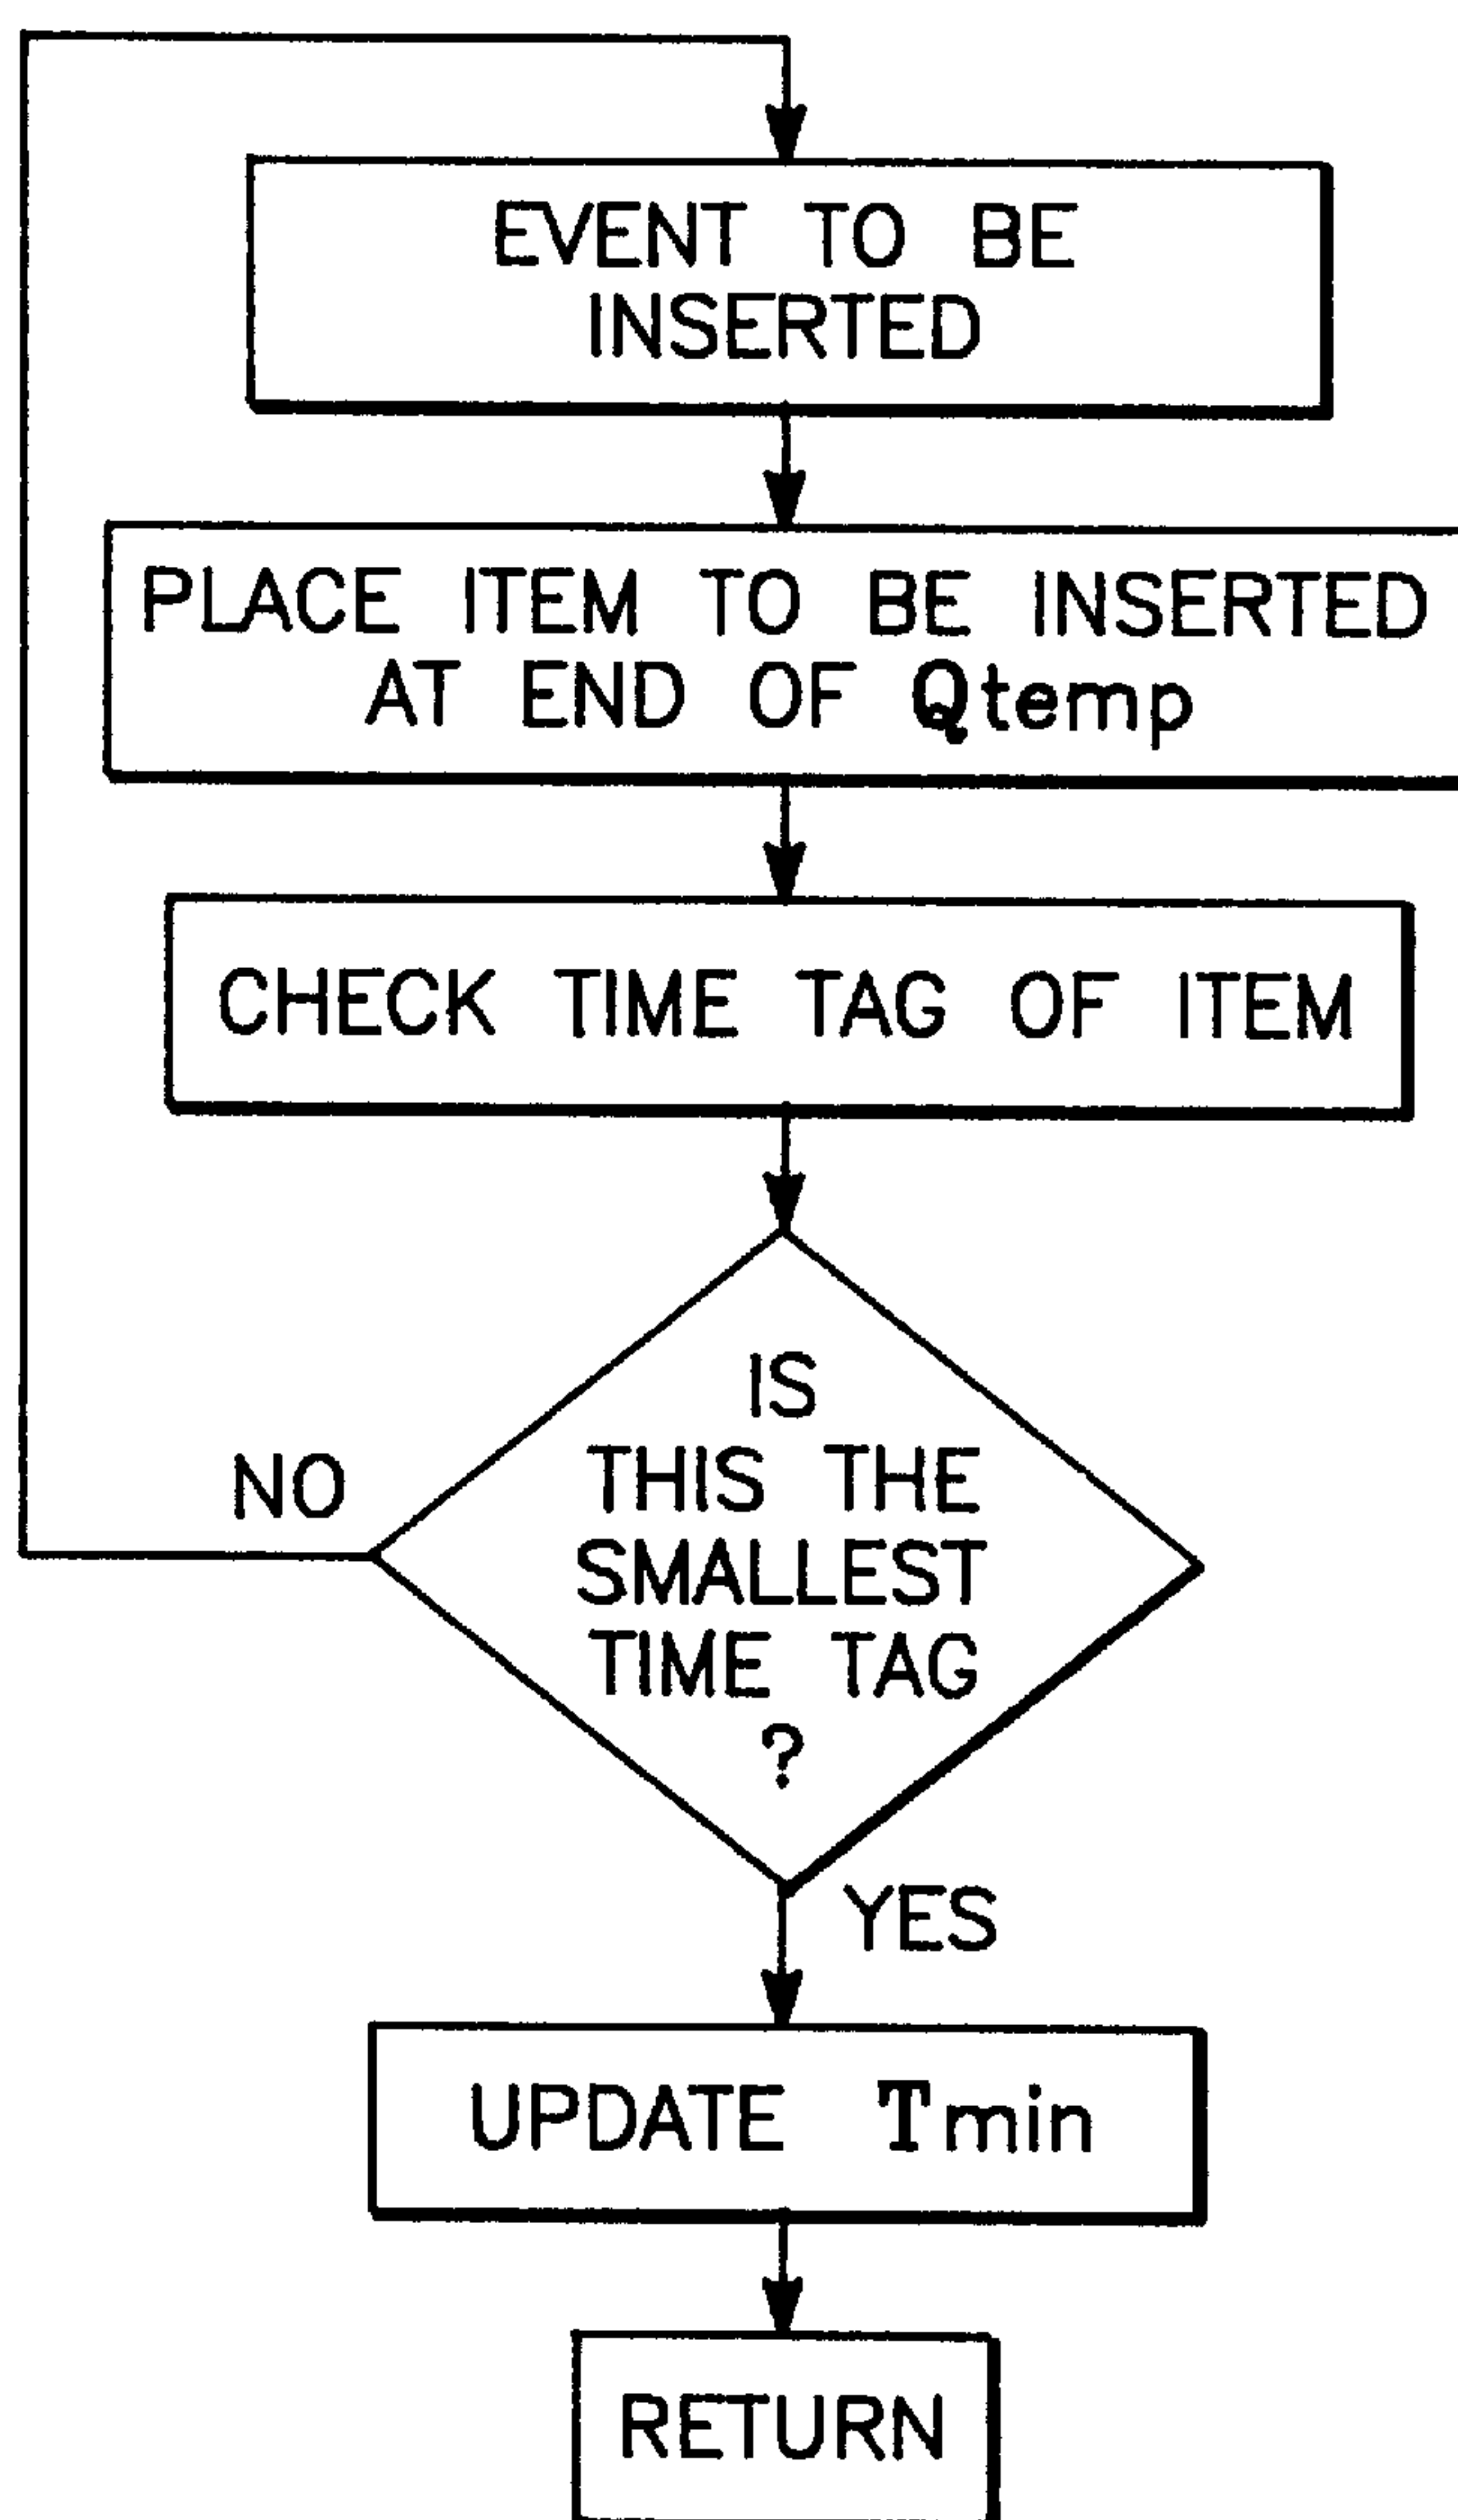 EVENT TO BE
INSERTED
PLACE ITEM TO BE INSERTED
AT END OF Qtemp
CHECK TIME TAG OF ITEM
IS
THIS THE
SMALLEST
TIME TAG
?
NO
YES
UPDATE Tmin
RETURN